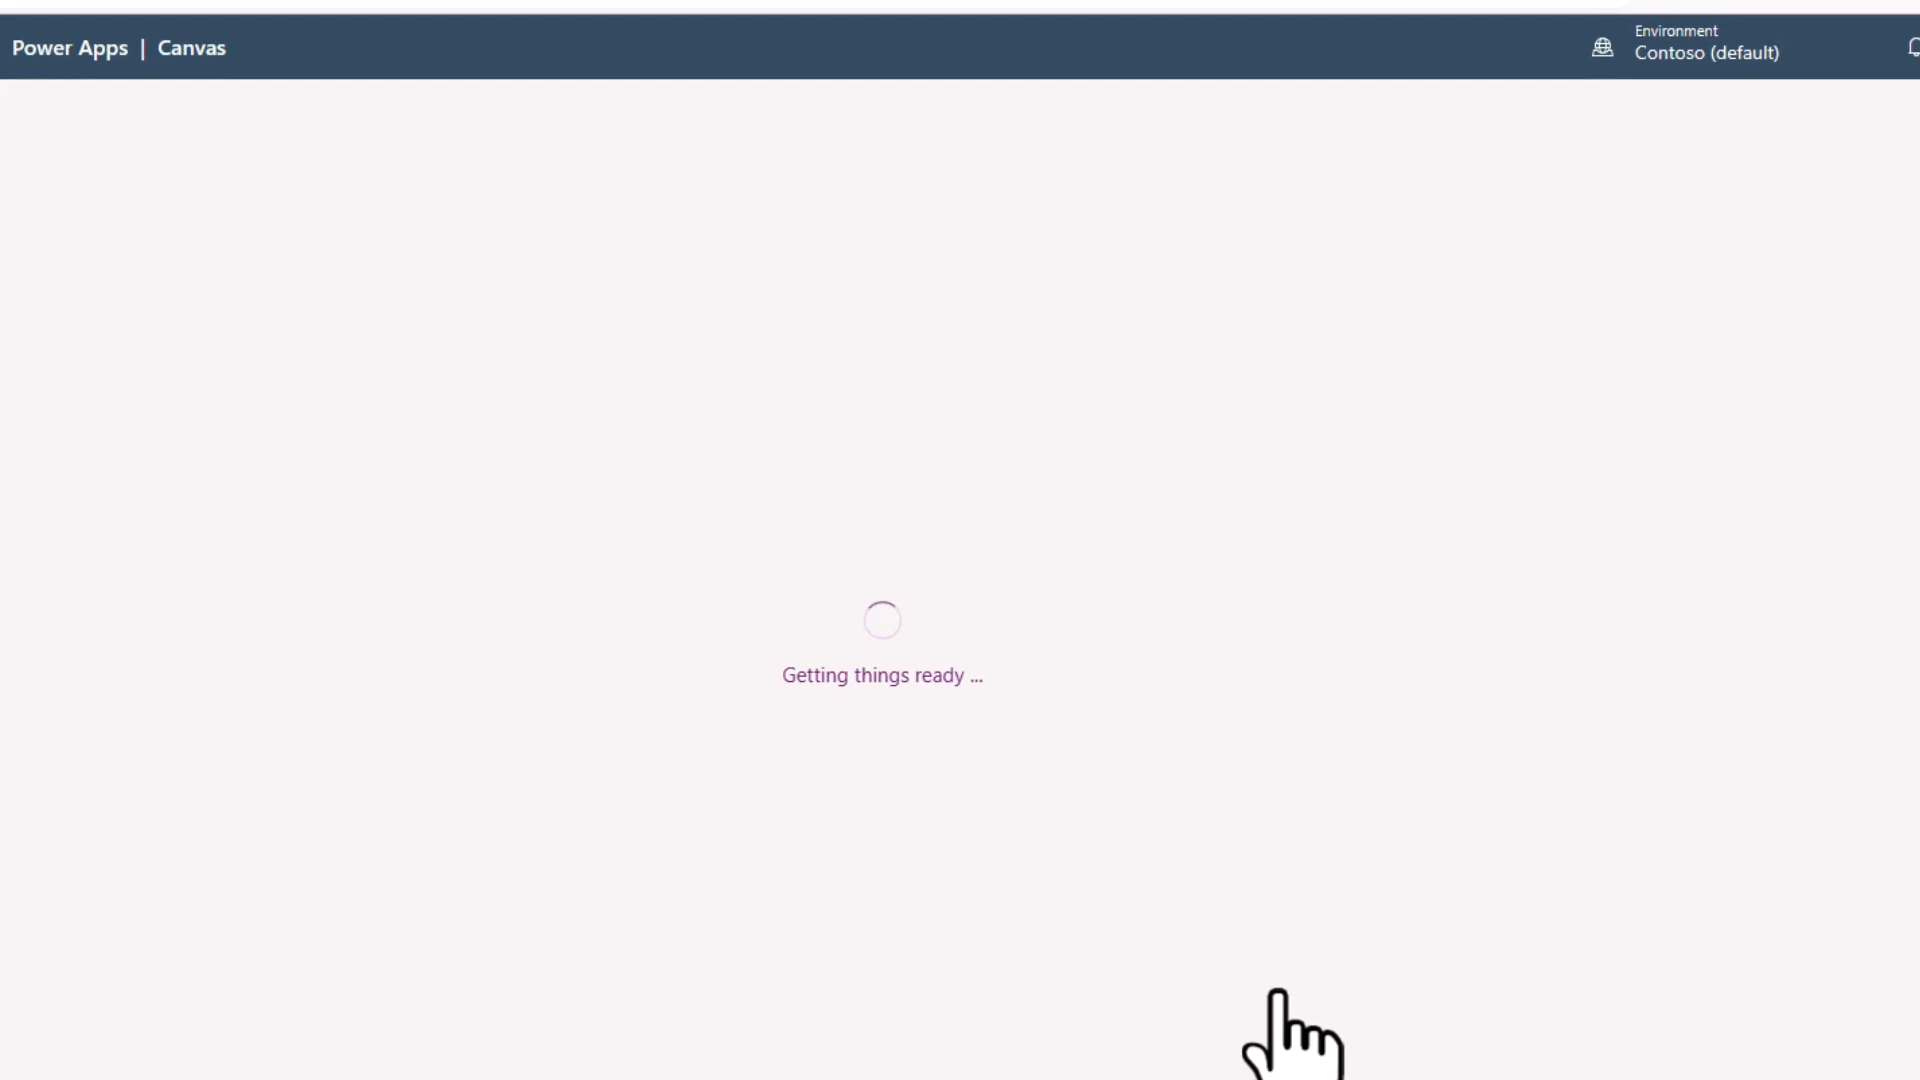 Power Apps | Canvas
Environment
Contoso (default)
Getting things ready ...